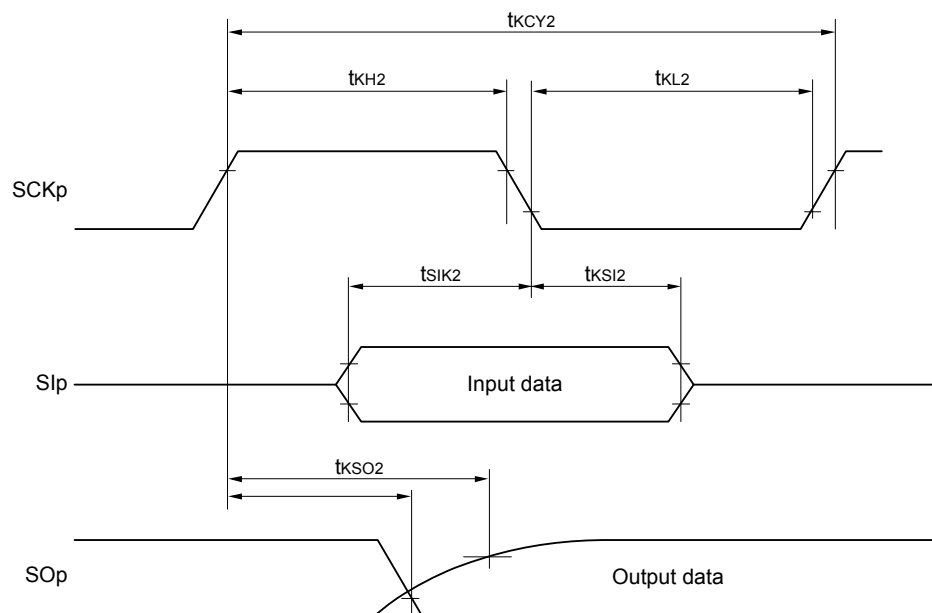 tKCY2
tKH2
tKL2
SCKp
tSIK2
tKSI2
SIp
Input data
tKSO2
SOp
Output data